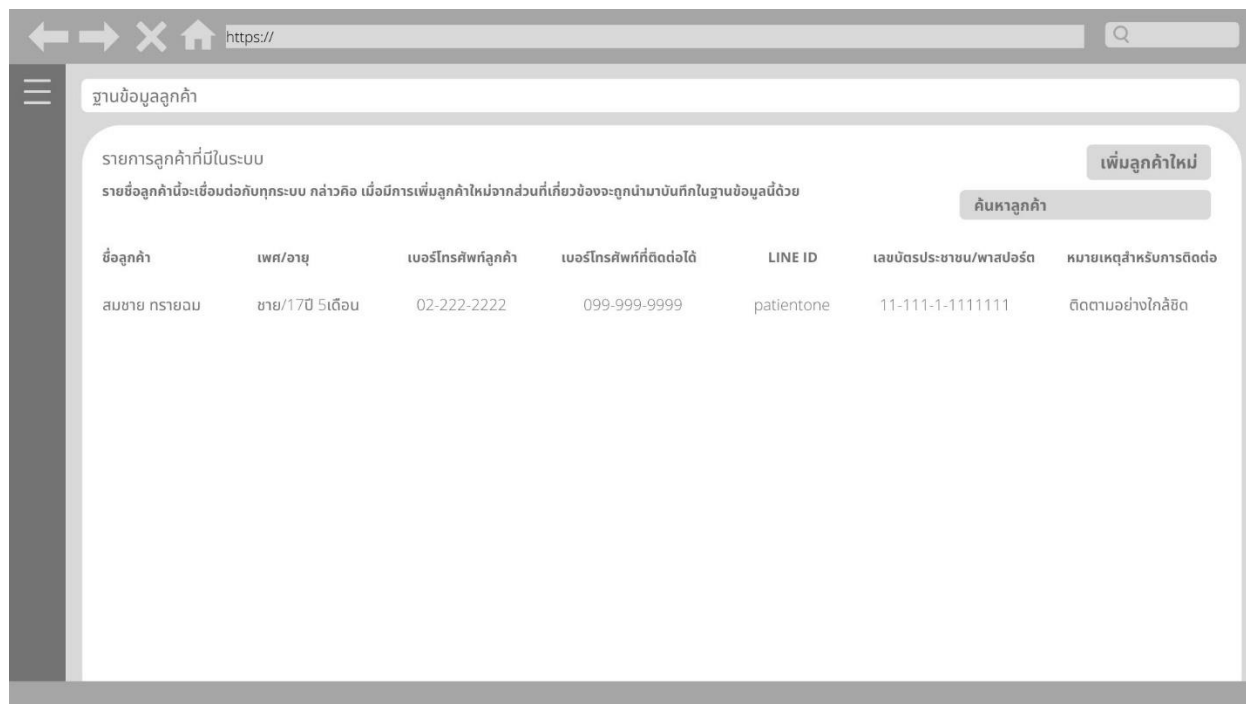 https://
ฐานข้อมูลลูกค้า
รายการลูกค้าที่มีในระบบ
เพิ่มลูกค้าใหม่
รายชื่อลูกค้านี้จะเชื่อมต่อกับทุกระบบ กล่าวคือ เมื่อมีการเพิ่มลูกค้าใหม่จากส่วนที่เกี่ยวข้องจะถูกนำมาบันทึกในฐานข้อมูลนี้ด้วย
ค้นหาลูกค้า
ชื่อลูกค้า เพศ/อายุ เบอร์โทรศัพท์ลูกค้า เบอร์โทรศัพท์ที่ติดต่อได้ LINE ID เลขบัตรประชาชน/พาสปอร์ต หมายเหตุสำหรับการติดต่อ
สมชาย ทรายฉม ชาย/17ปี 5เดือน 02-222-2222 099-999-9999 patientone 11-111-1-1111111 ติดตามอย่างใกล้ชิด